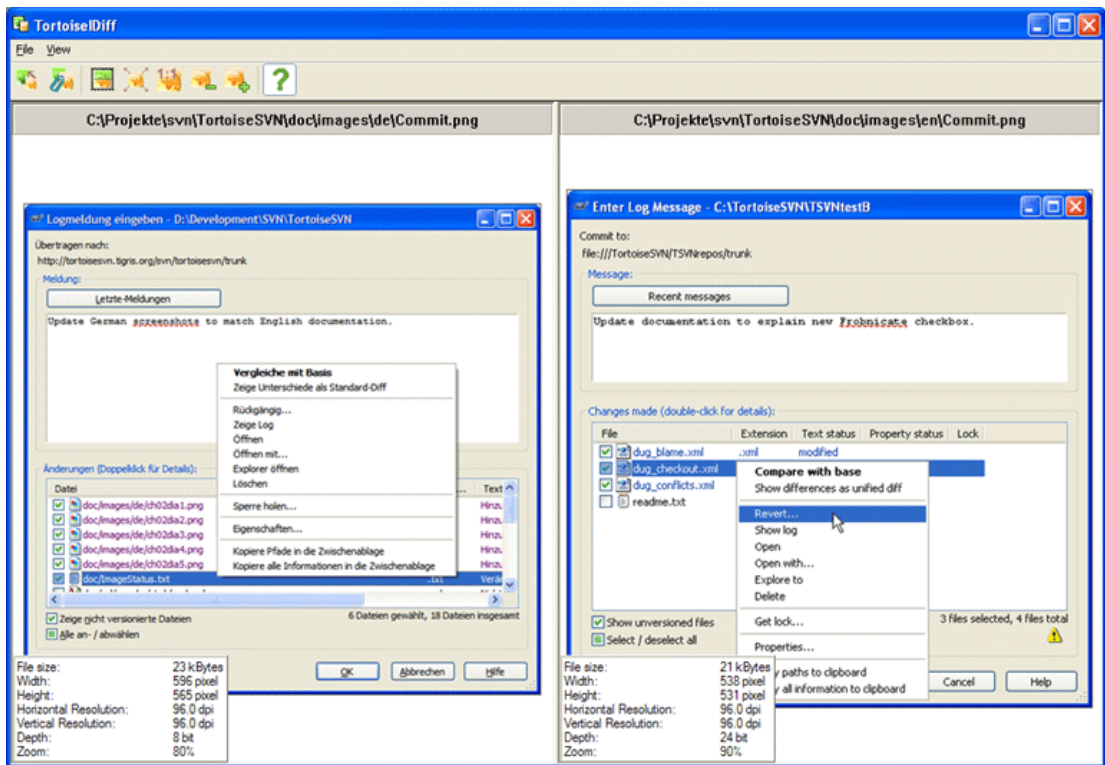 TortoiseIDiff
File View
C:\Projekte\svn\TortoiseSVN\doc\images\de\Commit.png
Logmeldung eingeben - D:\Development\SVN\TortoiseSVN
Übertragen nach:
http://tortoisesvn.tigris.org/svn/tortoisesvn/trunk
Meldung:
Letzte-Meldungen
Update German screenshots to match English documentation.
Vergleiche mit Basis
Zeige Unterschiede als Standard-Diff
Rückgängig...
Zeige Log
Öffnen
Öffnen mit...
Explorer öffnen
Löschen
Sperre holen...
Eigenschaften...
Kopiere Pfade in die Zwischenablage
Kopiere alle Informationen in die Zwischenablage
Änderungen (Doppelklick für Details):
Datei ... Text
doc/images/de/ch02dia1.png Hinzu
doc/images/de/ch02dia2.png Hinzu
doc/images/de/ch02dia3.png Hinzu
doc/images/de/ch02dia4.png Hinzu
doc/images/de/ch02dia5.png Hinzu
doc/ImageStatus.txt .txt Verär
Zeige nicht versionierte Dateien
6 Dateien gewählt, 18 Dateien insgesamt
Alle an- / abwählen
OK Abbrechen Hilfe
File size: 23 kBytes
Width: 596 pixel
Height: 565 pixel
Horizontal Resolution: 96.0 dpi
Vertical Resolution: 96.0 dpi
Depth: 8 bit
Zoom: 80%
C:\Projekte\svn\TortoiseSVN\doc\images\en\Commit.png
Enter Log Message - C:\TortoiseSVN\TSVNtestB
Commit to:
file:///TortoiseSVN/TSVNrepos/trunk
Message:
Recent messages
Update documentation to explain new Frobnicate checkbox.
Changes made (double-click for details):
File Extension Text status Property status Lock
dug_blame.xml .xml modified
dug_checkout.xml
dug_conflicts.xml
readme.txt
Compare with base
Show differences as unified diff
Revert...
Show log
Open
Open with...
Explore to
Delete
Get lock...
Properties...
y paths to clipboard
y all information to clipboard
Show unversioned files
3 files selected, 4 files total
Select / deselect all
Cancel Help
File size: 21 kBytes
Width: 538 pixel
Height: 531 pixel
Horizontal Resolution: 96.0 dpi
Vertical Resolution: 96.0 dpi
Depth: 24 bit
Zoom: 90%